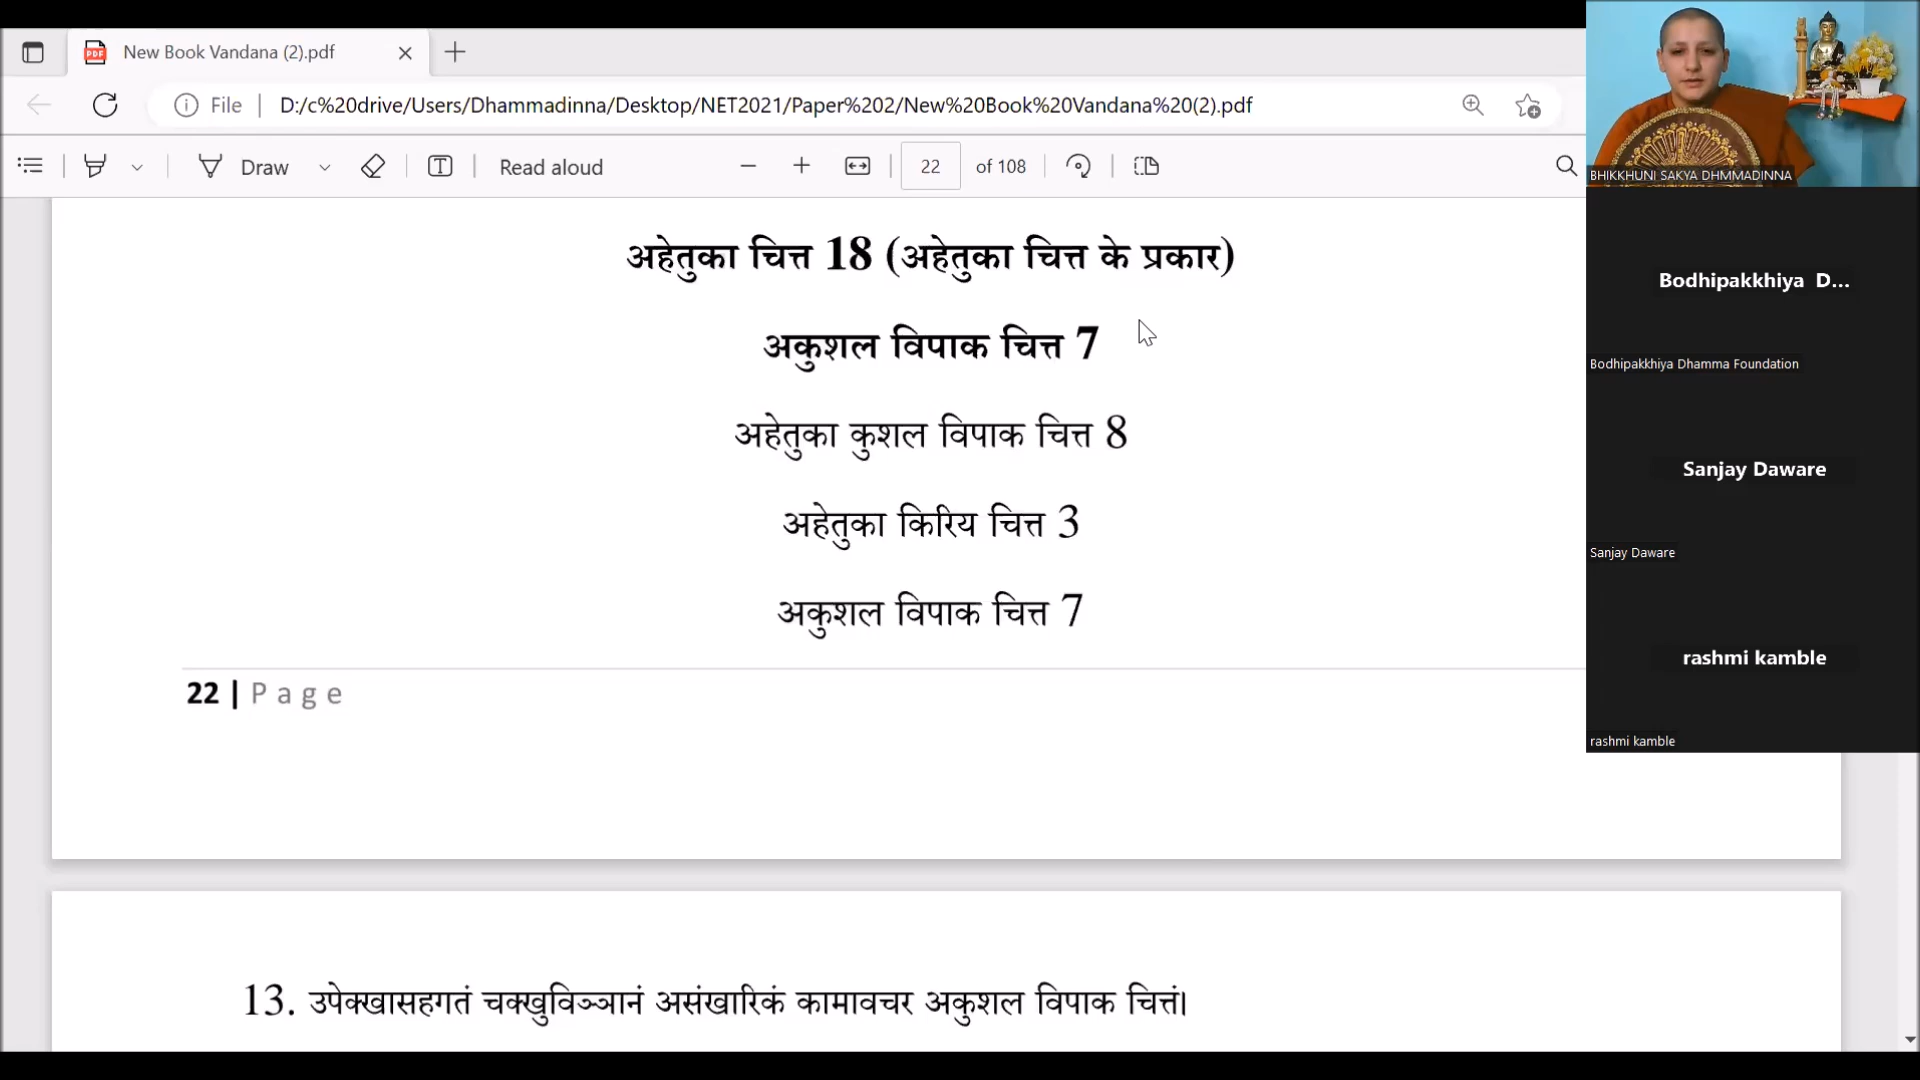 New Book Vandana (2).pdf
File
D:/c%20drive/Users/Dhammadinna/Desktop/NET2021/Paper%202/New%20Book%20Vandana%20(2).pdf
Draw
Read aloud
22 of 108
अहेतुका चित्त 18 (अहेतुका चित्त के प्रकार)
अकुशल विपाक चित्त 7
अहेतुका कुशल विपाक चित्त 8
अहेतुका किरिय चित्त 3
अकुशल विपाक चित्त 7
22 | Page
13. उपेक्खासहगतं चक्खुविञ्ञानं असंखारिकं कामावचर अकुशल विपाक चित्तं।
BHIKKHUNI SAKYA DHMMADINNA
Bodhipakkhiya D...
Bodhipakkhiya Dhamma Foundation
Sanjay Daware
Sanjay Daware
rashmi kamble
rashmi kamble